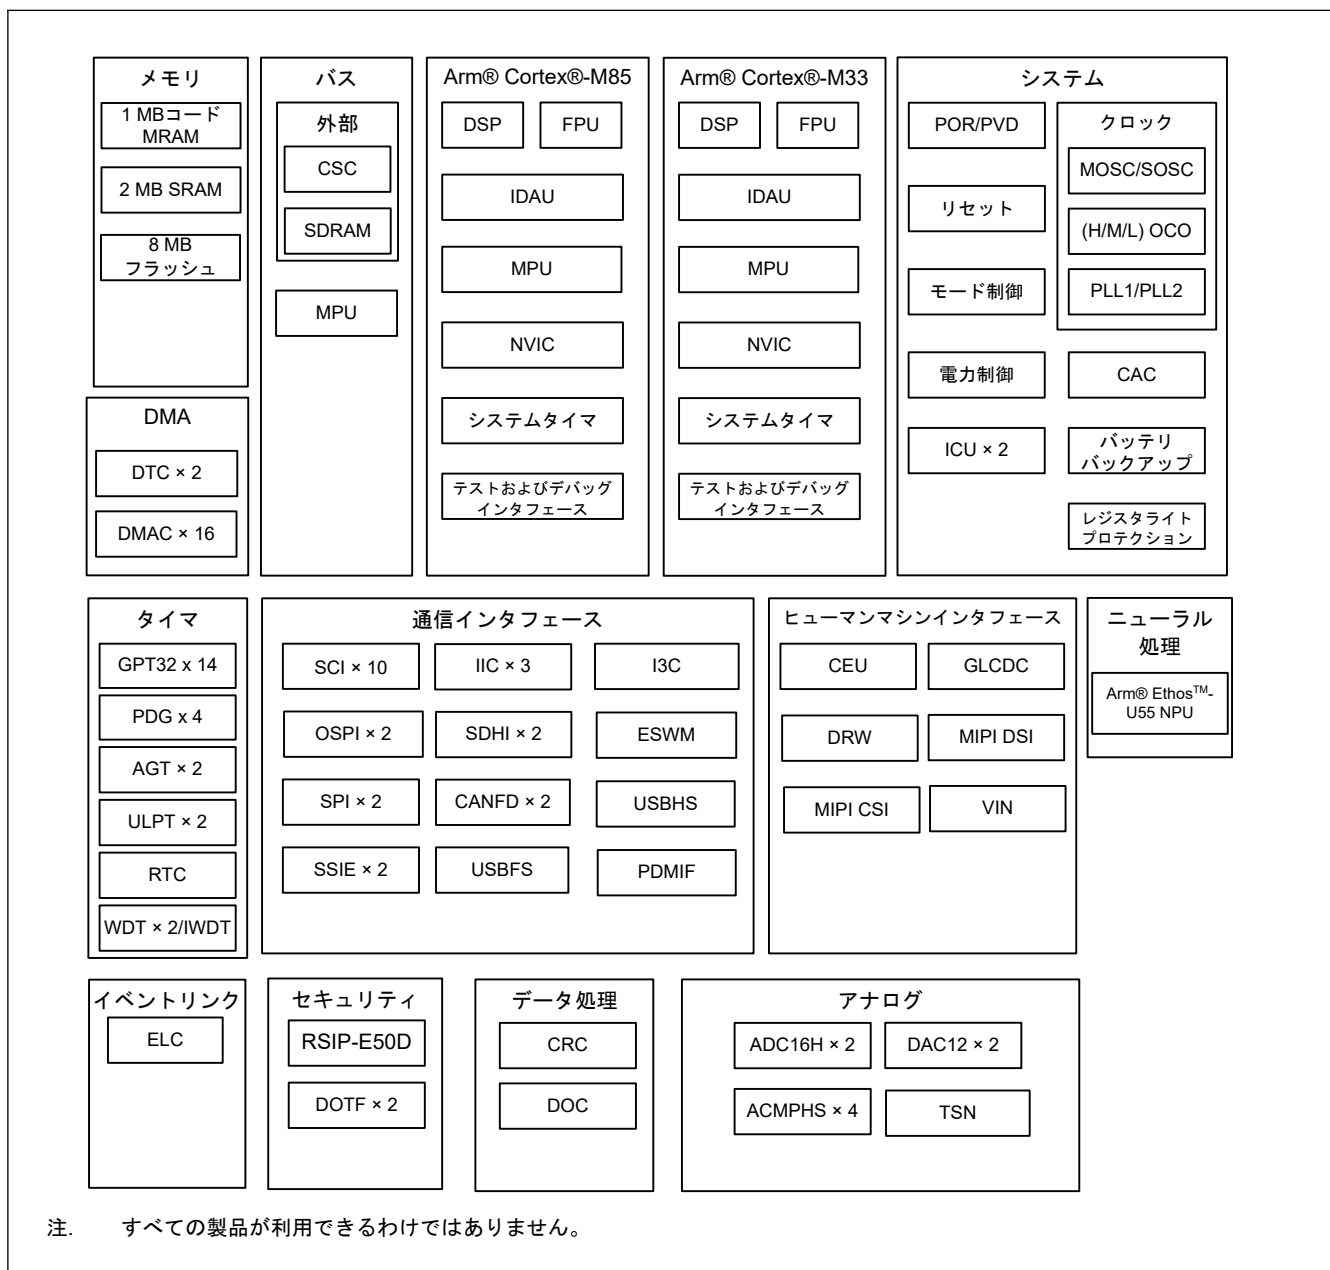 メモリ
1 MBコード
MRAM
2 MB SRAM
8 MB
フラッシュ
DMA
DTC × 2
DMAC × 16
バス
外部
CSC
SDRAM
MPU
Arm® Cortex®-M85
DSP
FPU
IDAU
MPU
NVIC
システムタイマ
テストおよびデバッグ
インタフェース
Arm® Cortex®-M33
DSP
FPU
IDAU
MPU
NVIC
システムタイマ
テストおよびデバッグ
インタフェース
システム
POR/PVD
リセット
モード制御
電力制御
ICU × 2
クロック
MOSC/SOSC
(H/M/L) OCO
PLL1/PLL2
CAC
バッテリ
バックアップ
レジスタライト
プロテクション
タイマ
GPT32 x 14
PDG x 4
AGT × 2
ULPT × 2
RTC
WDT × 2/IWDT
通信インタフェース
SCI × 10
IIC × 3
I3C
OSPI × 2
SDHI × 2
ESWM
SPI × 2
CANFD × 2
USBHS
SSIE × 2
USBFS
PDMIF
ヒューマンマシンインタフェース
CEU
GLCDC
DRW
MIPI DSI
MIPI CSI
VIN
ニューラル
処理
Arm® Ethos™-
U55 NPU
イベントリンク
ELC
セキュリティ
RSIP-E50D
DOTF × 2
データ処理
CRC
DOC
アナログ
ADC16H × 2
DAC12 × 2
ACMPHS × 4
TSN
注. すべての製品が利用できるわけではありません。